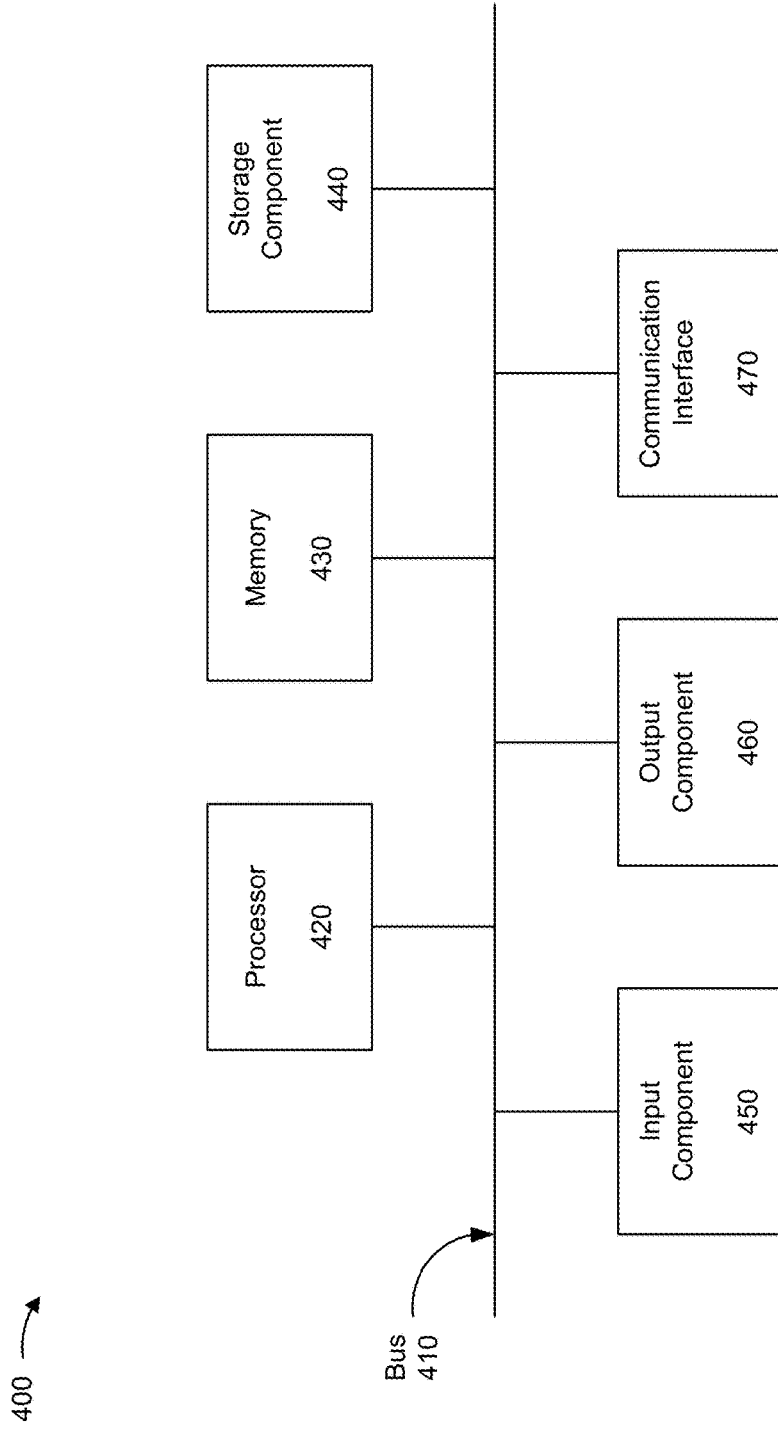 400
Bus
410
Processor
420
Memory
430
Storage
Component
440
Input
Component
450
Output
Component
460
Communication
Interface
470